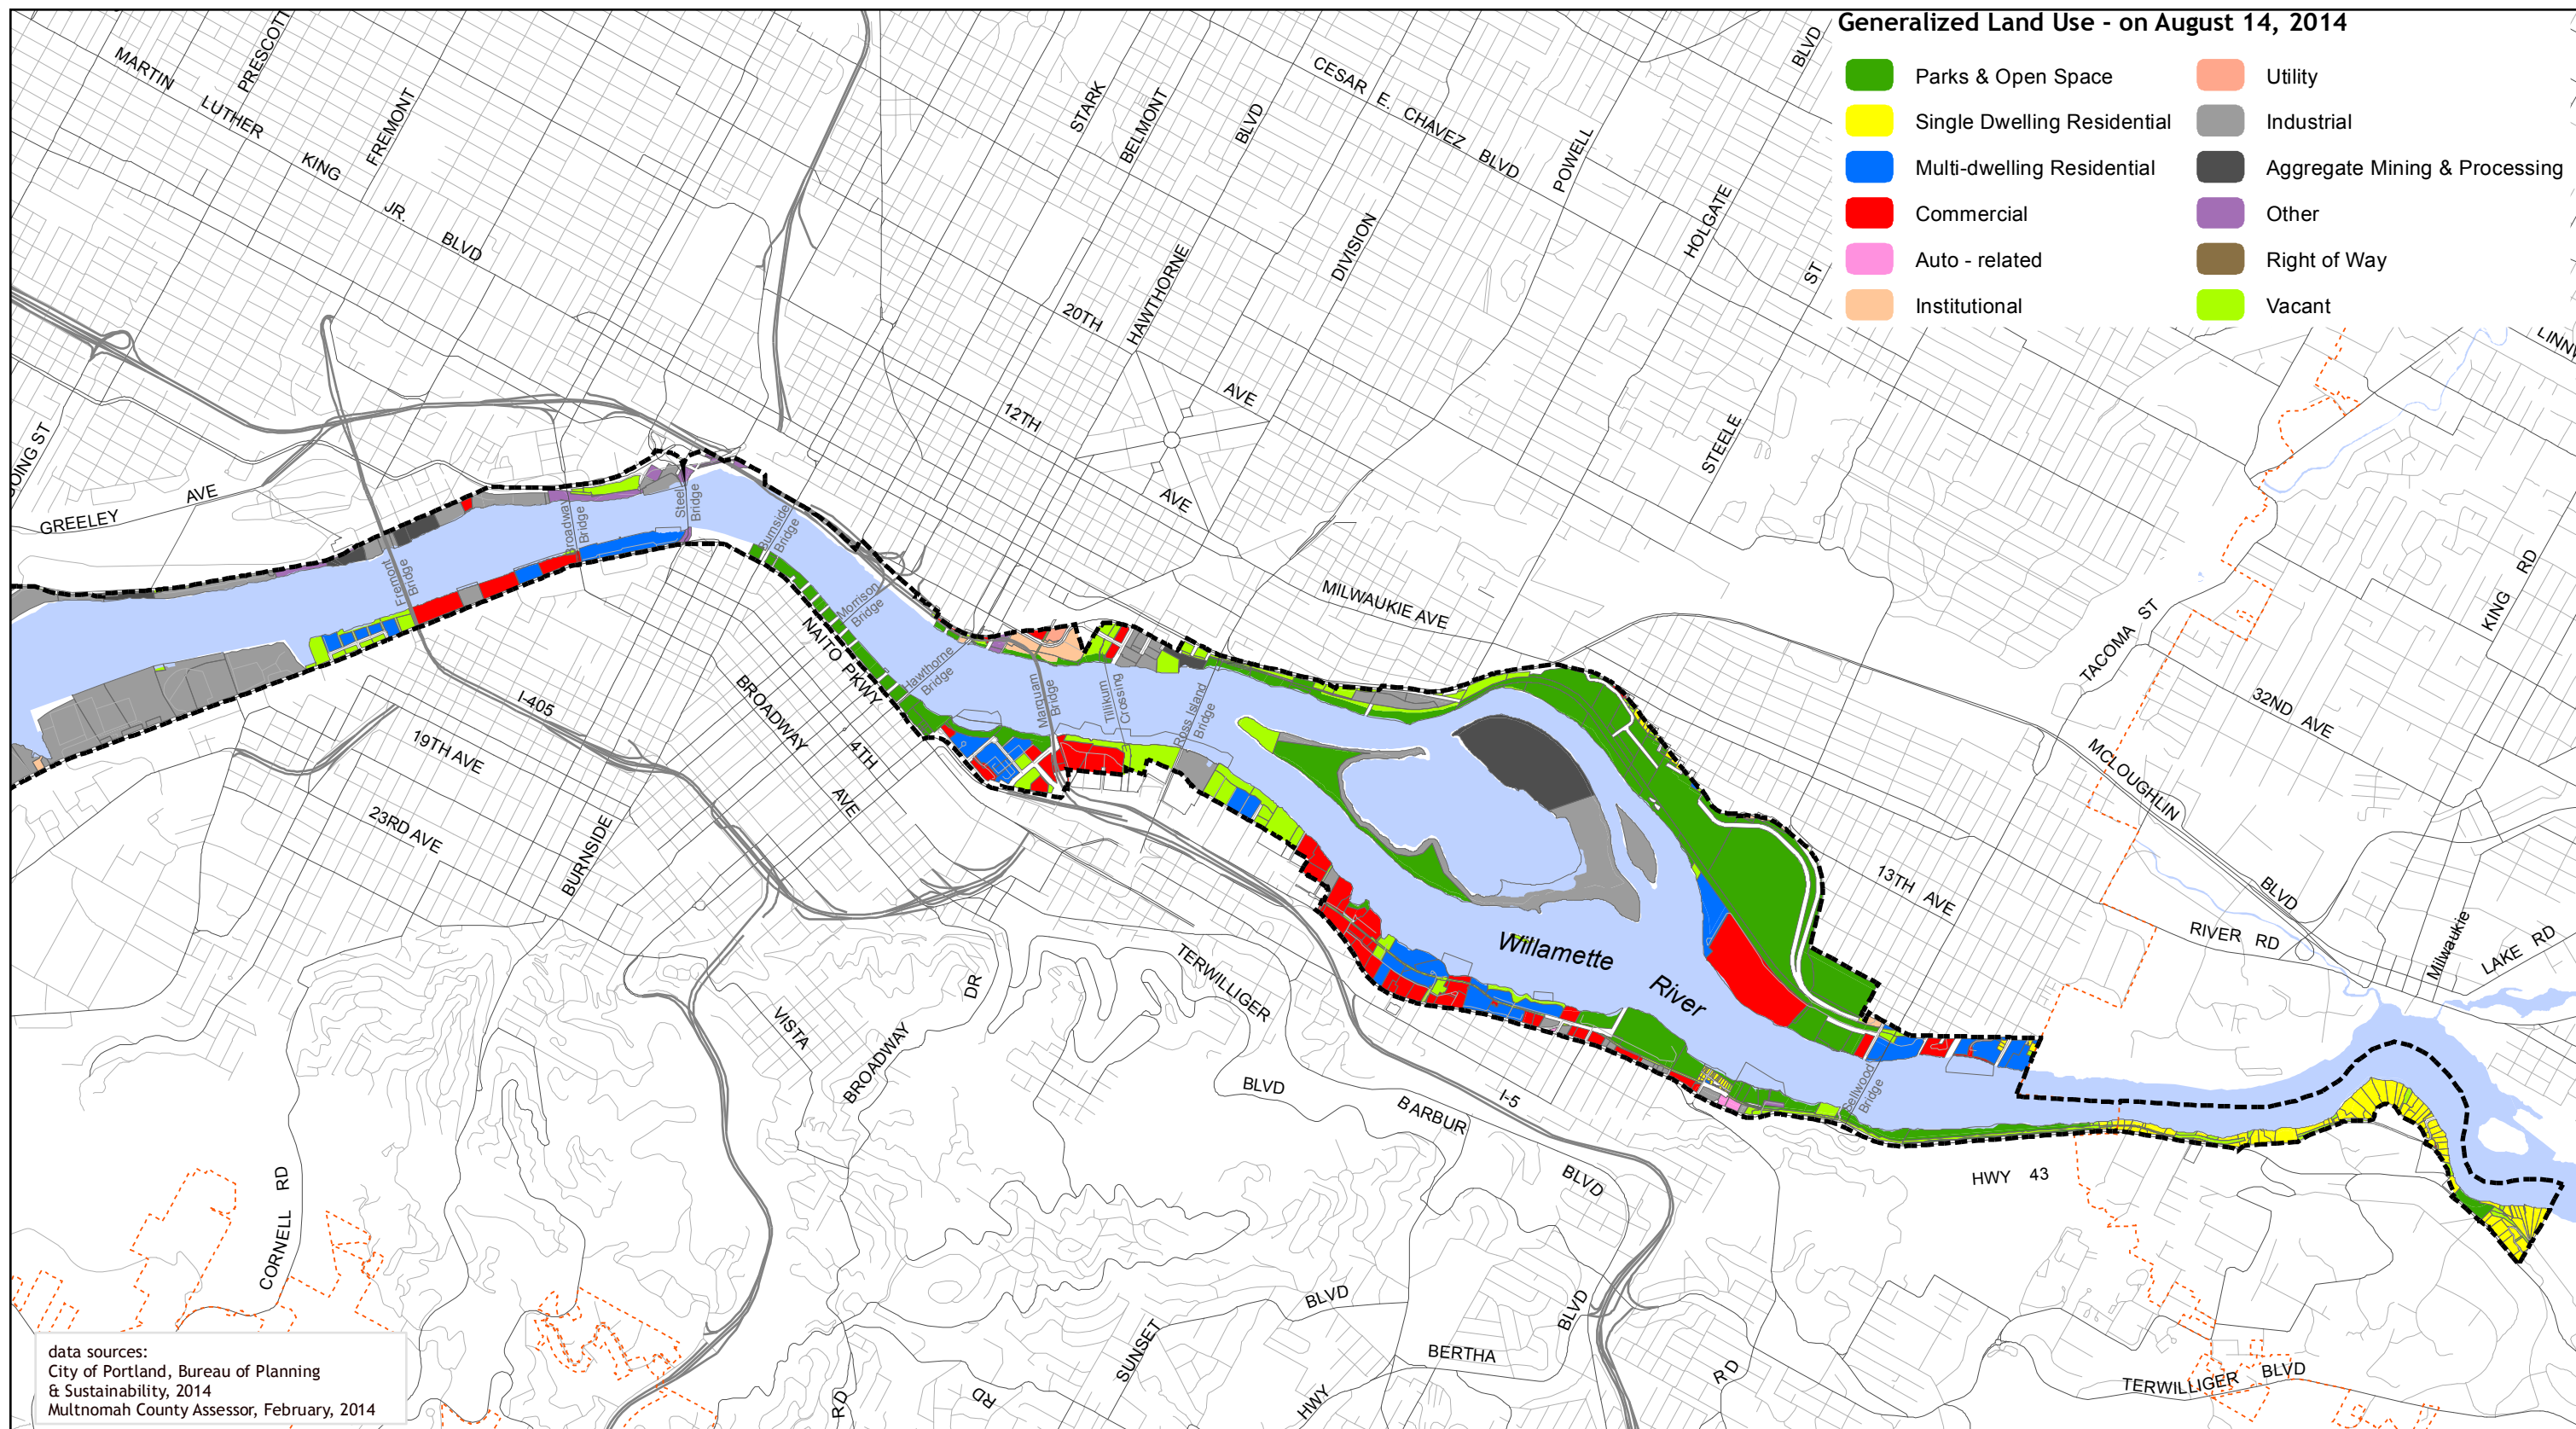 Generalized Land Use - on August 14, 2014
Parks & Open Space
Single Dwelling Residential
Multi-dwelling Residential
Commercial
Auto - related
Institutional
Utility
Industrial
Aggregate Mining & Processing
Other
Right of Way
Vacant
MARTIN
LUTHER
KING
JR.
BLVD
PRESCOTT
FREMONT
STARK
BELMONT
BLVD
HAWTHORNE
CESAR E. CHAVEZ BLVD
POWELL
BLVD
DIVISION
HOLGATE
ST
STEELE
20TH
AVE
12TH
AVE
GREELEY
AVE
Fremont
Bridge
Broadway
Bridge
Steel
Bridge
Burnside
Bridge
Morrison
Bridge
Hawthorne
Bridge
Marquam
Bridge
Tilikum
Crossing
Ross Island
Bridge
Sellwood
Bridge
MILWAUKIE AVE
TACOMA ST
KING
RD
32ND AVE
MCLOUGHLIN
BLVD
13TH AVE
RIVER RD
Milwaukie
LAKE RD
NAITO PKWY
BROADWAY
4TH
AVE
I-405
19TH AVE
23RD AVE
BURNSIDE
Willamette
River
TERWILLIGER
BLVD
BARBUR
BLVD
I-5
HWY 43
VISTA
BROADWAY
DR
CORNELL RD
SUNSET
BLVD
BERTHA
BLVD
HWY
RD
RD
RD
TERWILLIGER BLVD
data sources:
City of Portland, Bureau of Planning
& Sustainability, 2014
Multnomah County Assessor, February, 2014